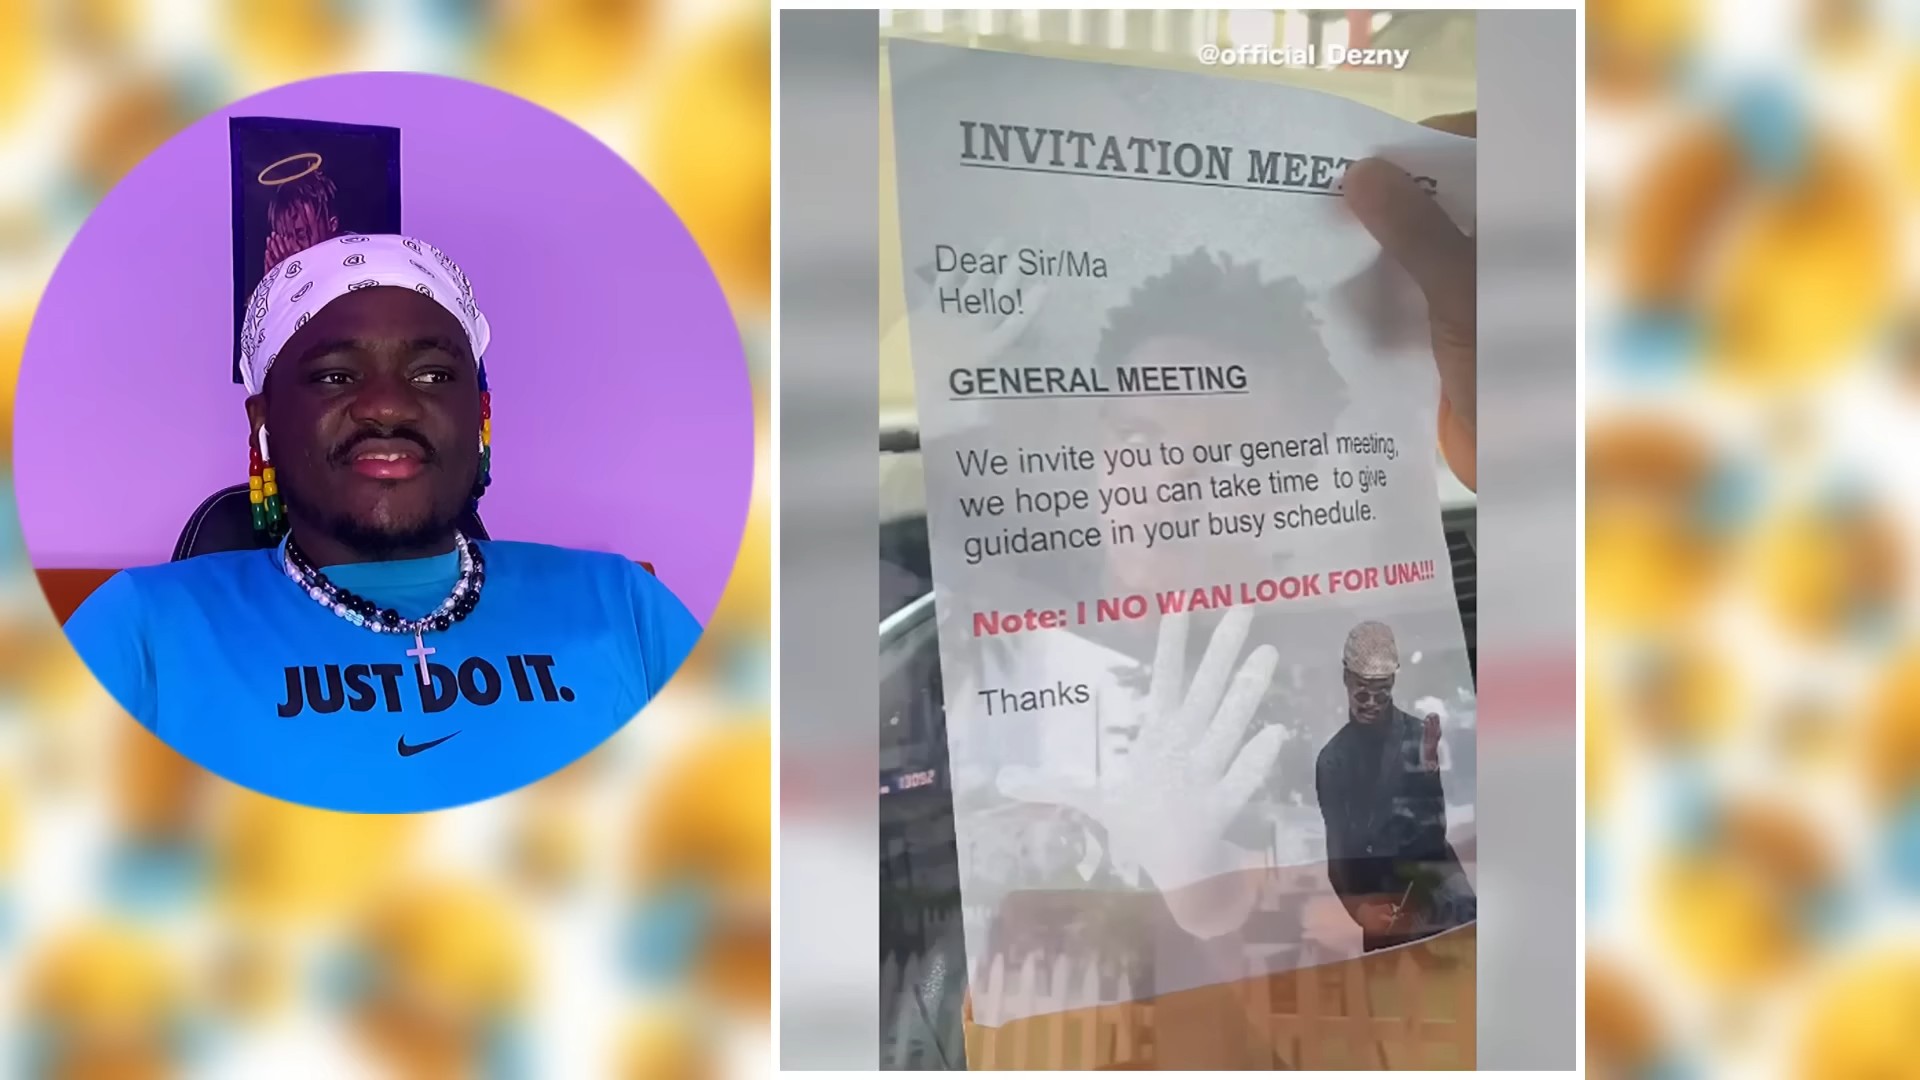 @official_Dezny
INVITATION MEETING
Dear Sir/Ma
Hello!
GENERAL MEETING
We invite you to our general meeting,
we hope you can take time to give
guidance in your busy schedule.
Note: I NO WAN LOOK FOR UNA!!!
Thanks
JUST DO IT.